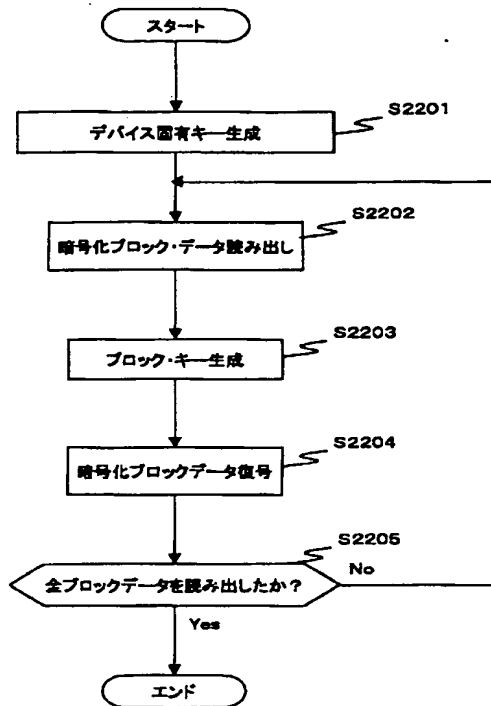 スタート
S2201
デバイス固有キー生成
S2202
暗号化ブロック・データ読み出し
S2203
ブロック・キー生成
S2204
暗号化ブロックデータ復号
S2205
全ブロックデータを読み出したか？
No
Yes
エンド